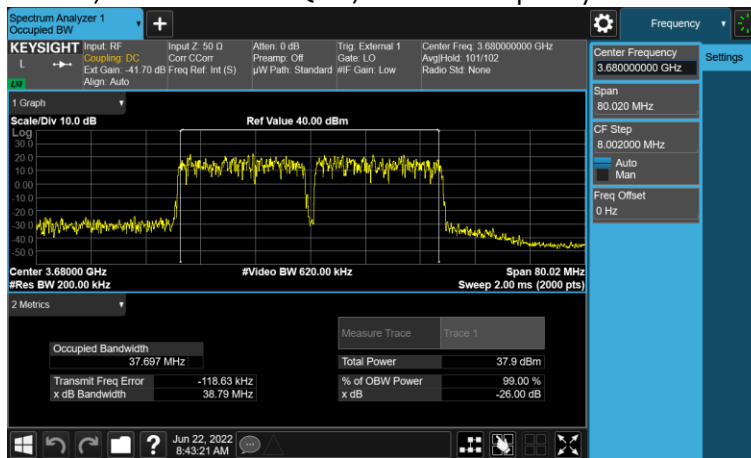 Spectrum Analyzer 1
Occupied BW
Frequency
KEYSIGHT
L
Input: RF
Coupling: DC
Ext Gain: -41.70 dB
Align: Auto
Input Z: 50 Ω
Corr CCorr
Freq Ref: Int (S)
Atten: 0 dB
Preamp: Off
µW Path: Standard
Trig: External 1
Gate: LO
#IF Gain: Low
Center Freq: 3.680000000 GHz
Avg|Hold: 101/102
Radio Std: None
Center Frequency
3.680000000 GHz
Settings
Span
80.020 MHz
CF Step
8.002000 MHz
Auto
Man
Freq Offset
0 Hz
1 Graph
Scale/Div 10.0 dB
Ref Value 40.00 dBm
Log
30.0
20.0
10.0
0.00
-10.0
-20.0
-30.0
-40.0
-50.0
Center 3.68000 GHz
#Video BW 620.00 kHz
Span 80.02 MHz
#Res BW 200.00 kHz
Sweep 2.00 ms (2000 pts)
2 Metrics
Measure Trace
Trace 1
Occupied Bandwidth
37.697 MHz
Total Power
37.9 dBm
Transmit Freq Error
-118.63 kHz
% of OBW Power
99.00 %
x dB Bandwidth
38.79 MHz
x dB
-26.00 dB
?
Jun 22, 2022
8:43:21 AM